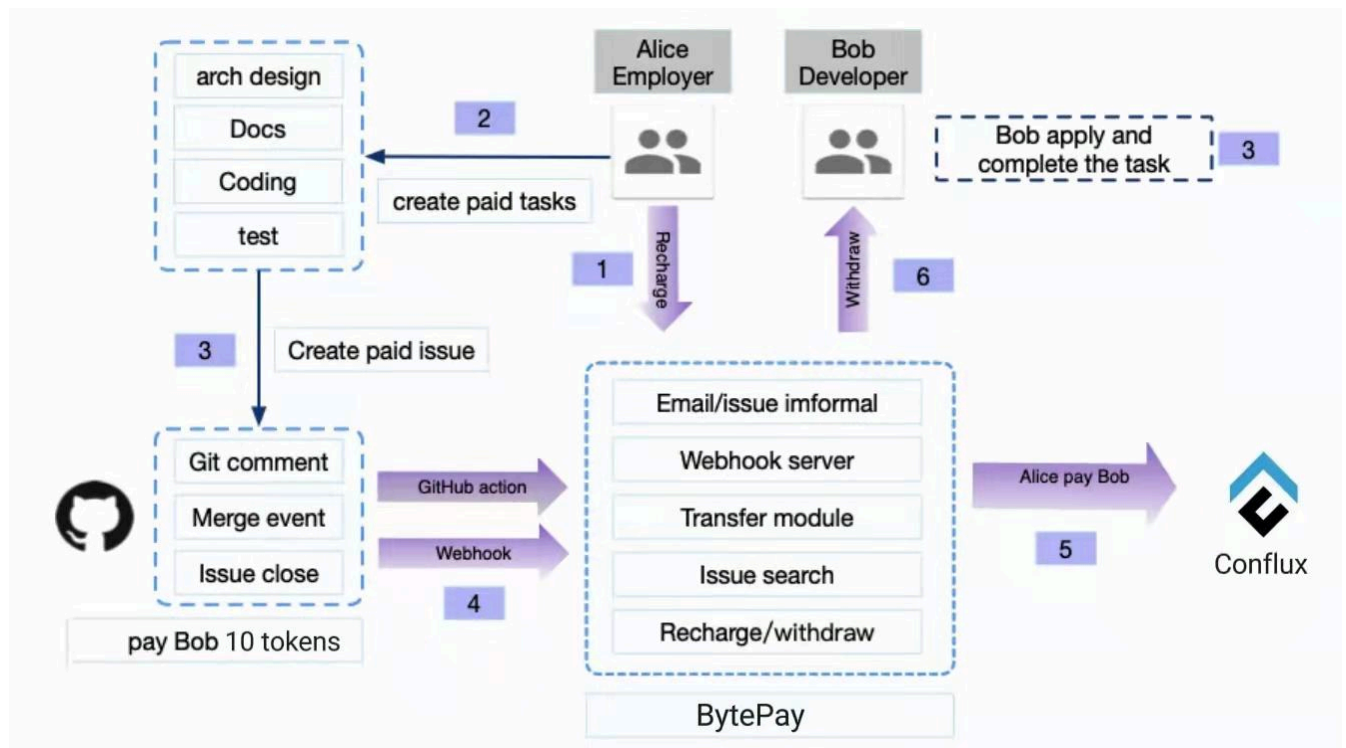 arch design
Docs
Coding
test
2
create paid tasks
Alice
Employer
Bob
Developer
Bob apply and
complete the task
3
1
Recharge
Withdraw
6
3
Create paid issue
Git comment
Merge event
Issue close
pay Bob 10 tokens
GitHub action
Webhook
4
Email/issue imformal
Webhook server
Transfer module
Issue search
Recharge/withdraw
BytePay
Alice pay Bob
5
Conflux